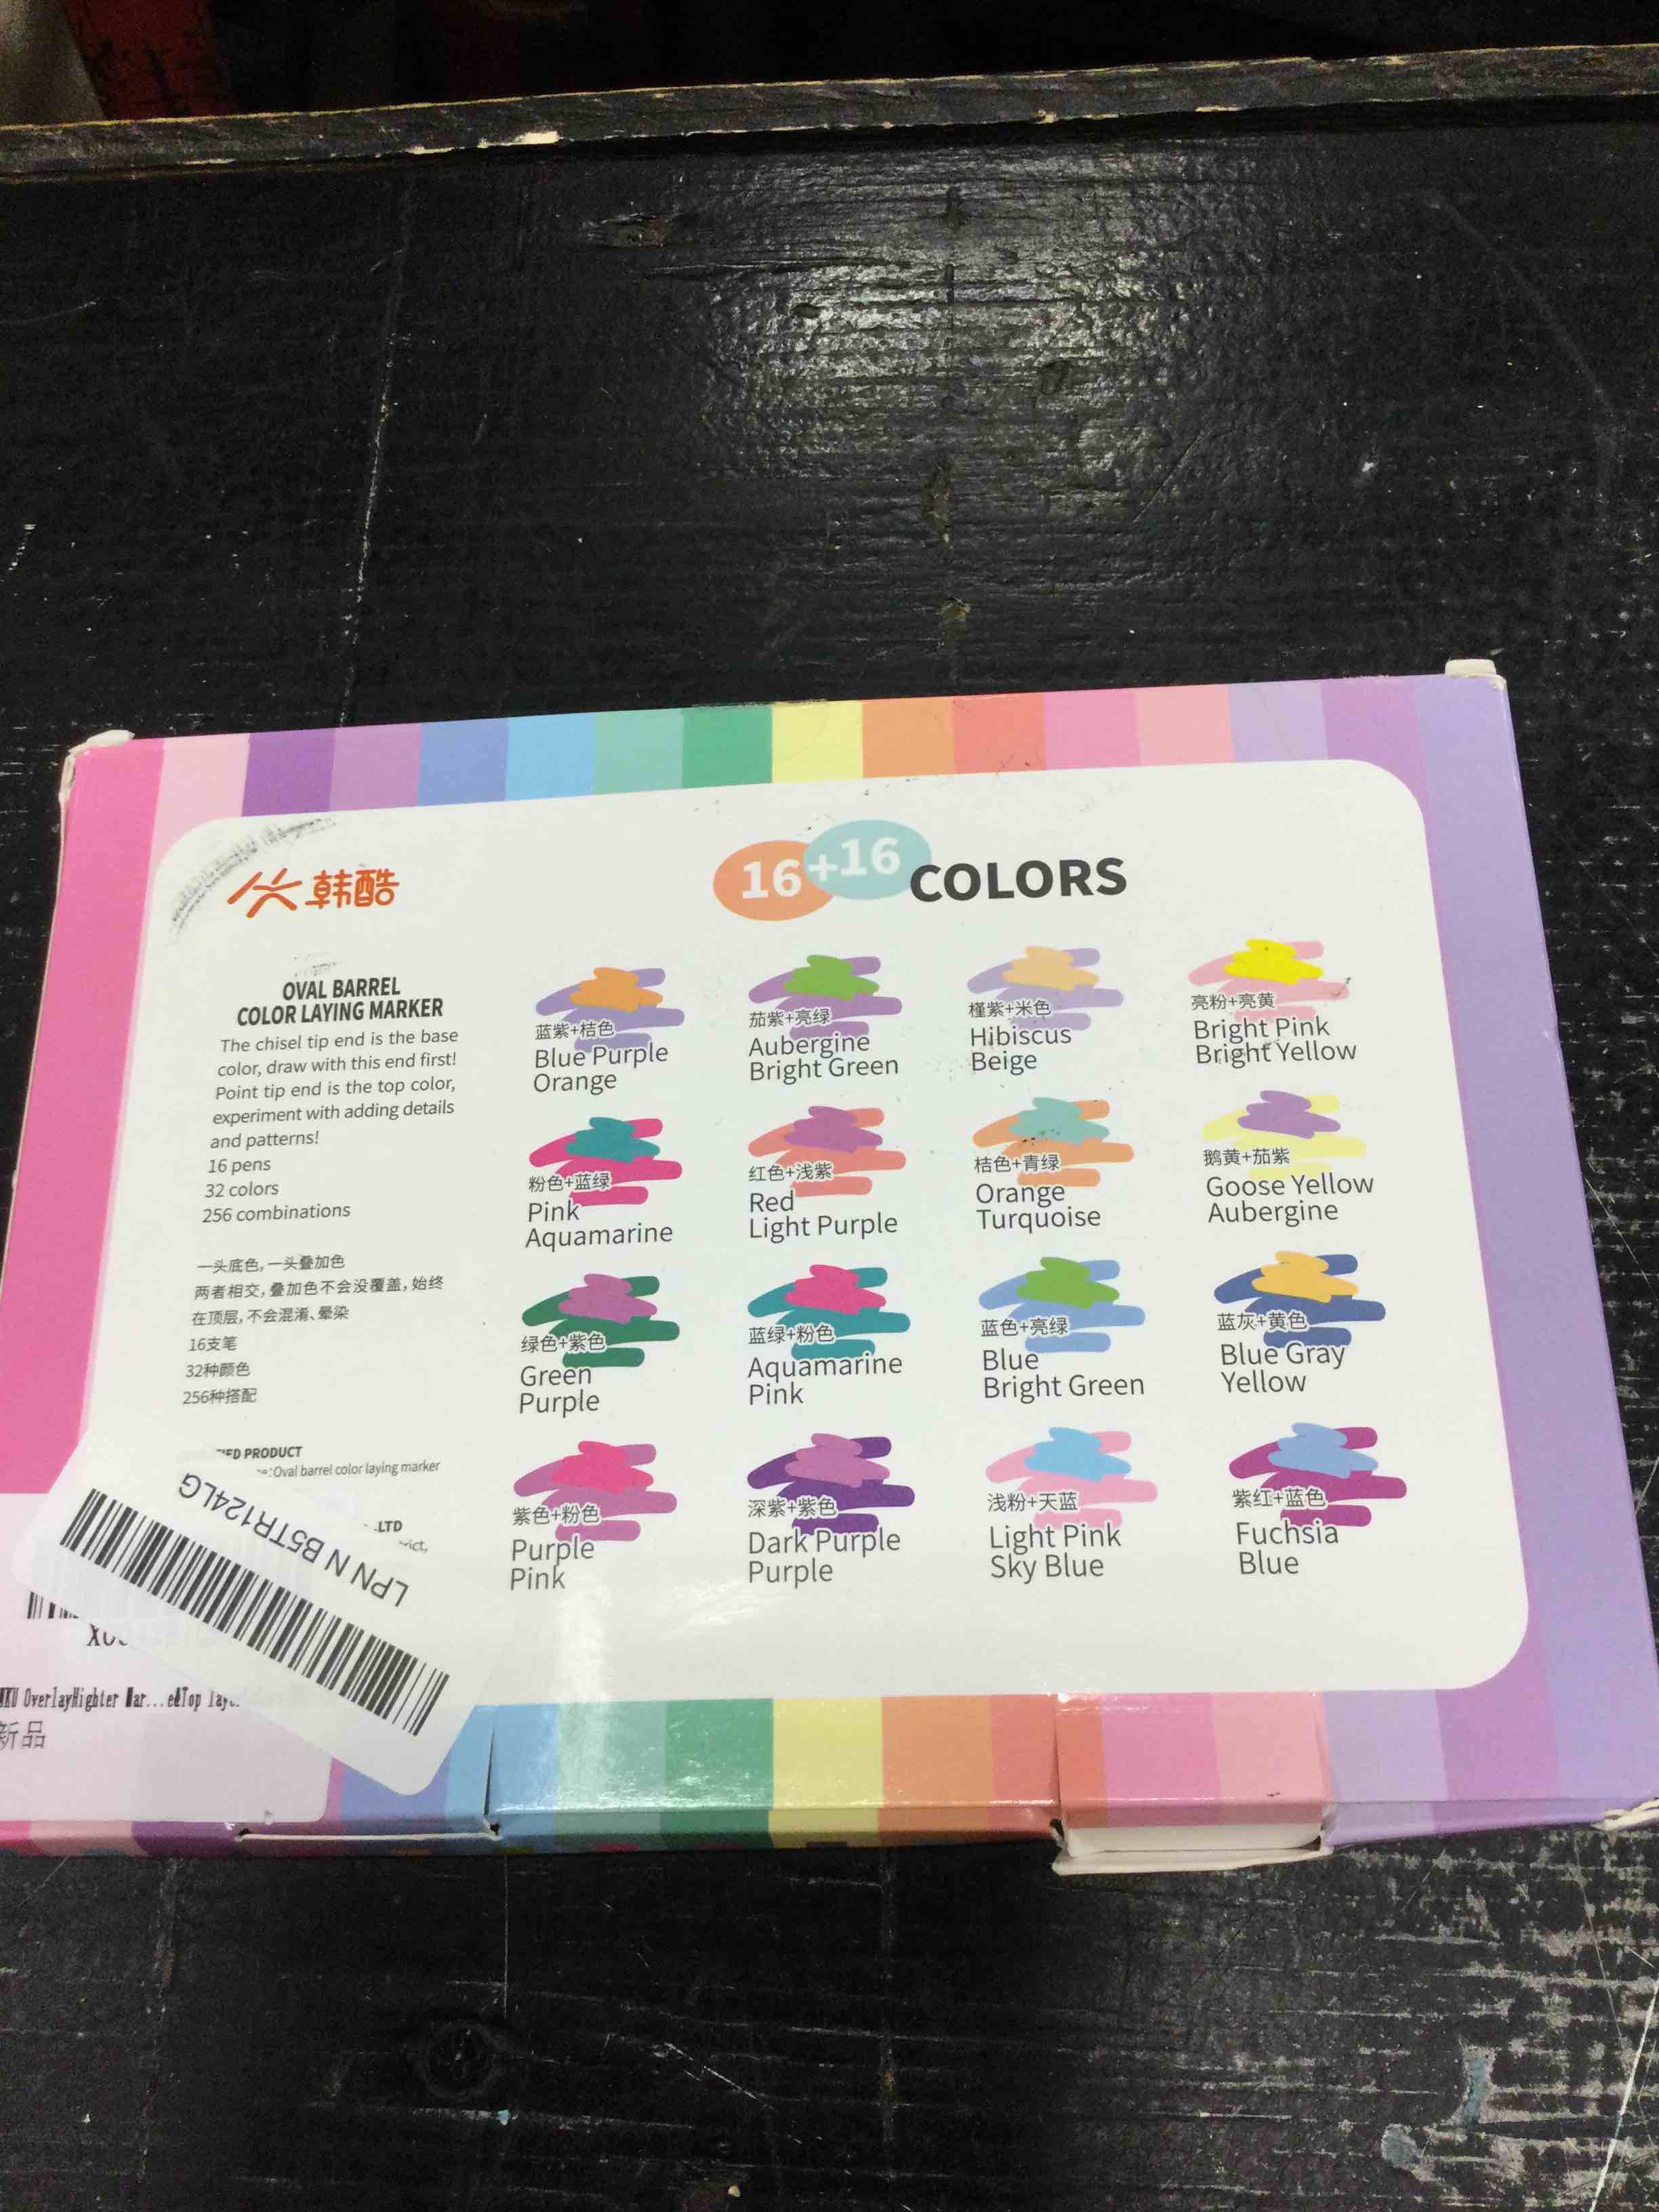 韩酷
16+16 COLORS
OVAL BARREL
COLOR LAYING MARKER
The chisel tip end is the base
color, draw with this end first!
Point tip end is the top color,
experiment with adding details
and patterns!
16 pens
32 colors
256 combinations
一头底色,一头叠加色
两者相交,叠加色不会没覆盖,始终
在顶层,不会混淆、晕染
16支笔
32种颜色
256种搭配
PRODUCT
Oval barrel color laying marker
LTD
LPN N B5TR124LG
OverlayHighter Mar...e&Top
新品
蓝紫+桔色
Blue Purple
Orange
茄紫+亮绿
Aubergine
Bright Green
槿紫+米色
Hibiscus
Beige
亮粉+亮黄
Bright Pink
Bright Yellow
粉色+蓝绿
Pink
Aquamarine
红色+浅紫
Red
Light Purple
桔色+青绿
Orange
Turquoise
鹅黄+茄紫
Goose Yellow
Aubergine
绿色+紫色
Green
Purple
蓝绿+粉色
Aquamarine
Pink
蓝色+亮绿
Blue
Bright Green
蓝灰+黄色
Blue Gray
Yellow
紫色+粉色
Purple
Pink
深紫+紫色
Dark Purple
Purple
浅粉+天蓝
Light Pink
Sky Blue
紫红+蓝色
Fuchsia
Blue